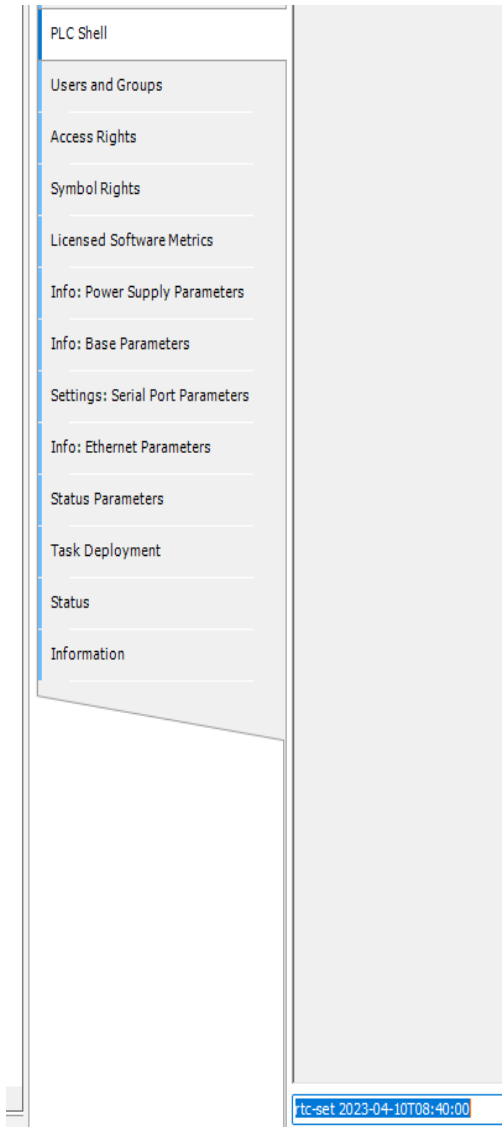 PLC Shell
Users and Groups
Access Rights
Symbol Rights
Licensed Software Metrics
Info: Power Supply Parameters
Info: Base Parameters
Settings: Serial Port Parameters
Info: Ethernet Parameters
Status Parameters
Task Deployment
Status
Information
rtc-set 2023-04-10T08:40:00